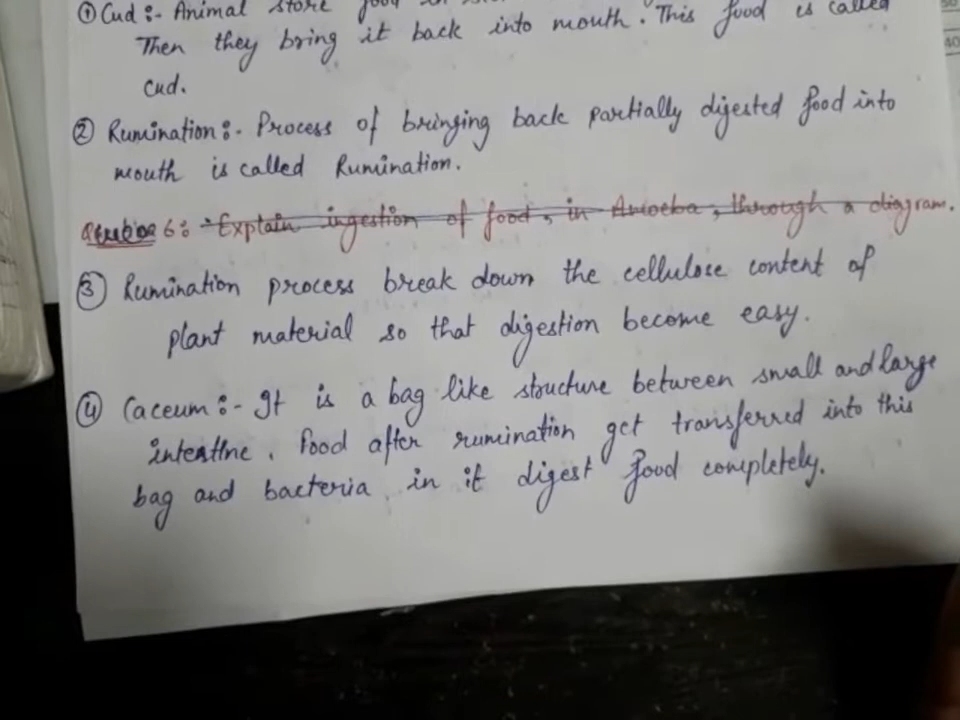 ① Cud :- Animal store food
Then they bring it back into mouth. This food is called
cud.
② Rumination :- Process of bringing back partially digested food into
mouth is called Rumination.
6: Explain ingestion of food, in Amoeba, through a diagram.
③ Rumination process break down the cellulose content of
plant material so that digestion become easy.
④ Caceum :- It is a bag like structure between small and large
intestine. Food after rumination get transferred into this
bag and bacteria in it digest food completely.